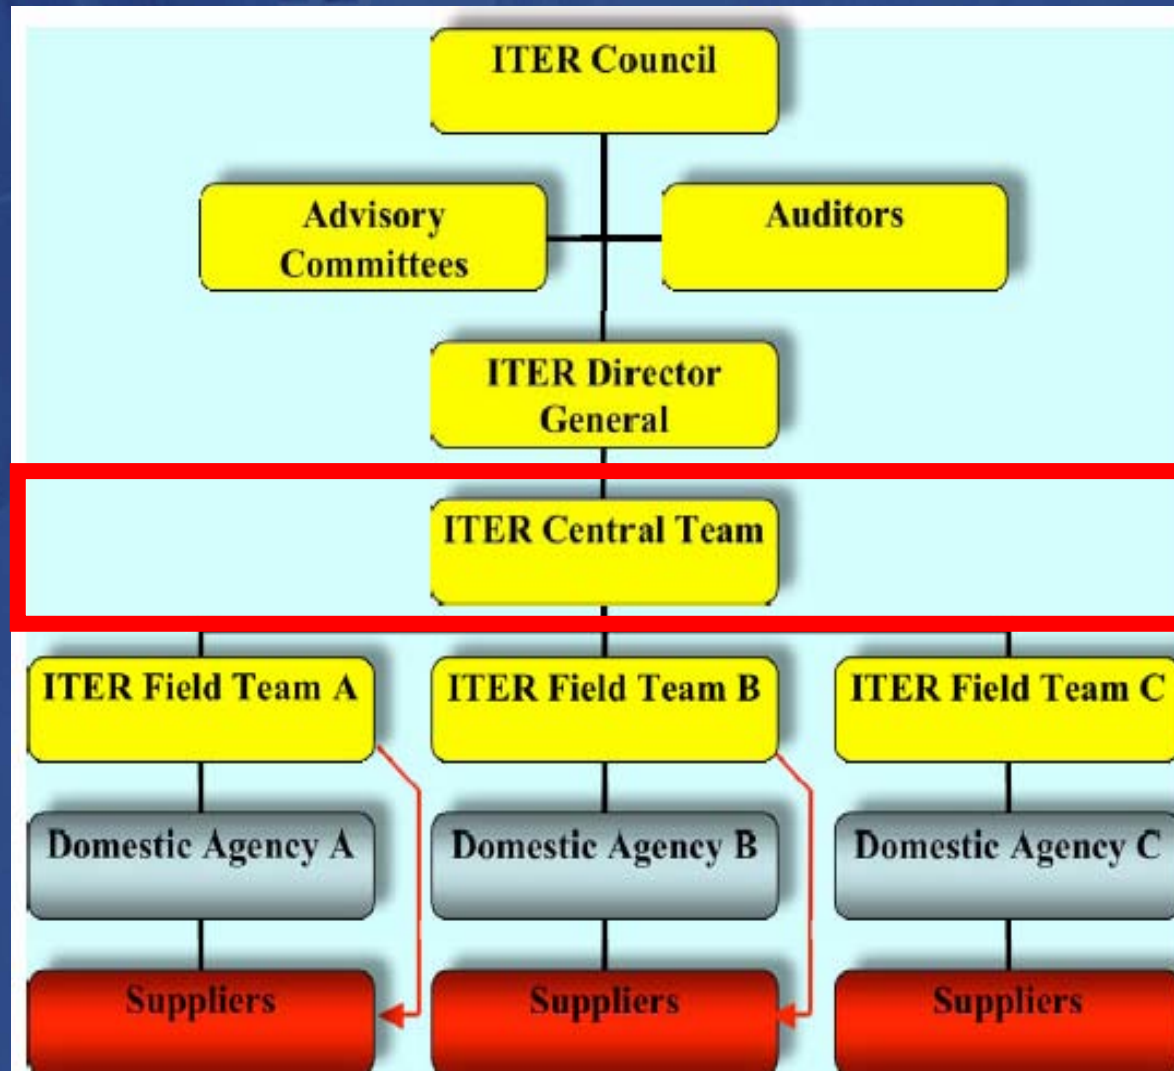 ITER Council
Advisory
Committees
Auditors
ITER Director
General
ITER Central Team
ITER Field Team A
ITER Field Team B
ITER Field Team C
Domestic Agency A
Domestic Agency B
Domestic Agency C
Suppliers
Suppliers
Suppliers